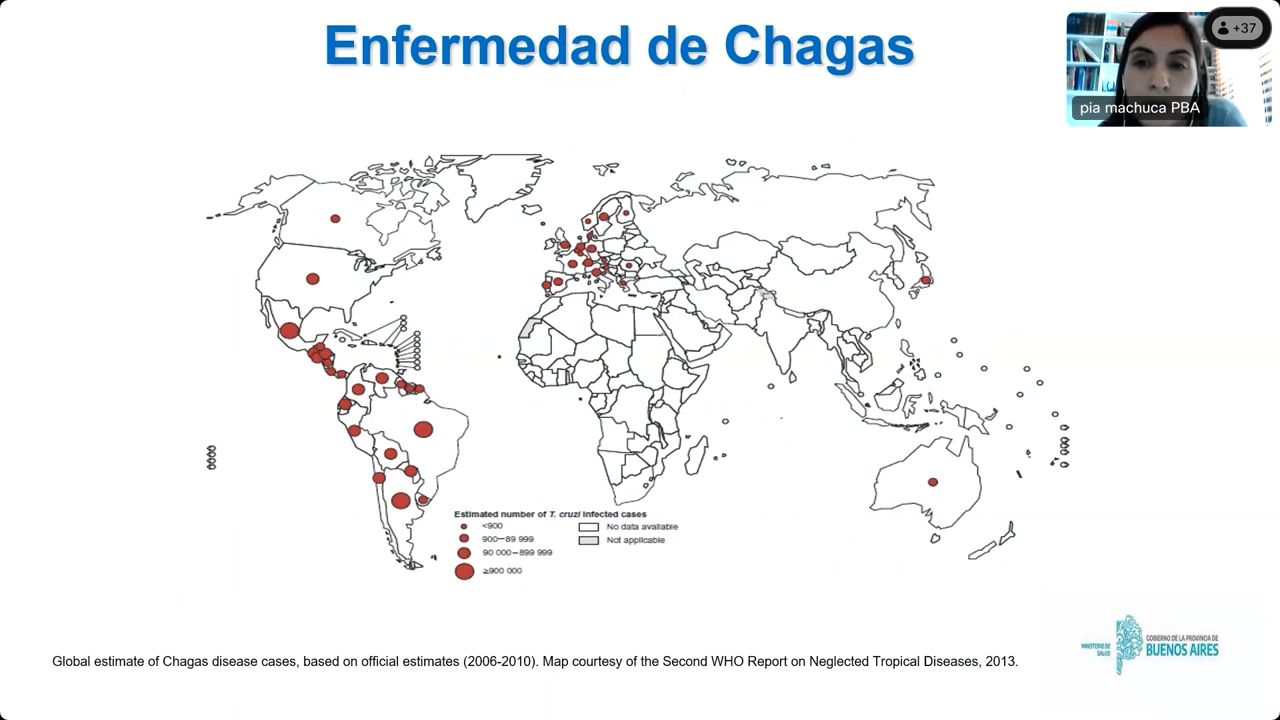 Enfermedad de Chagas
+37
pia machuca PBA
Estimated number of T. cruzi infected cases
<900
900–89 999
90 000–899 999
≥900 000
No data available
Not applicable
MINISTERIO DE
SALUD
GOBIERNO DE LA PROVINCIA DE
BUENOS AIRES
Global estimate of Chagas disease cases, based on official estimates (2006-2010). Map courtesy of the Second WHO Report on Neglected Tropical Diseases, 2013.